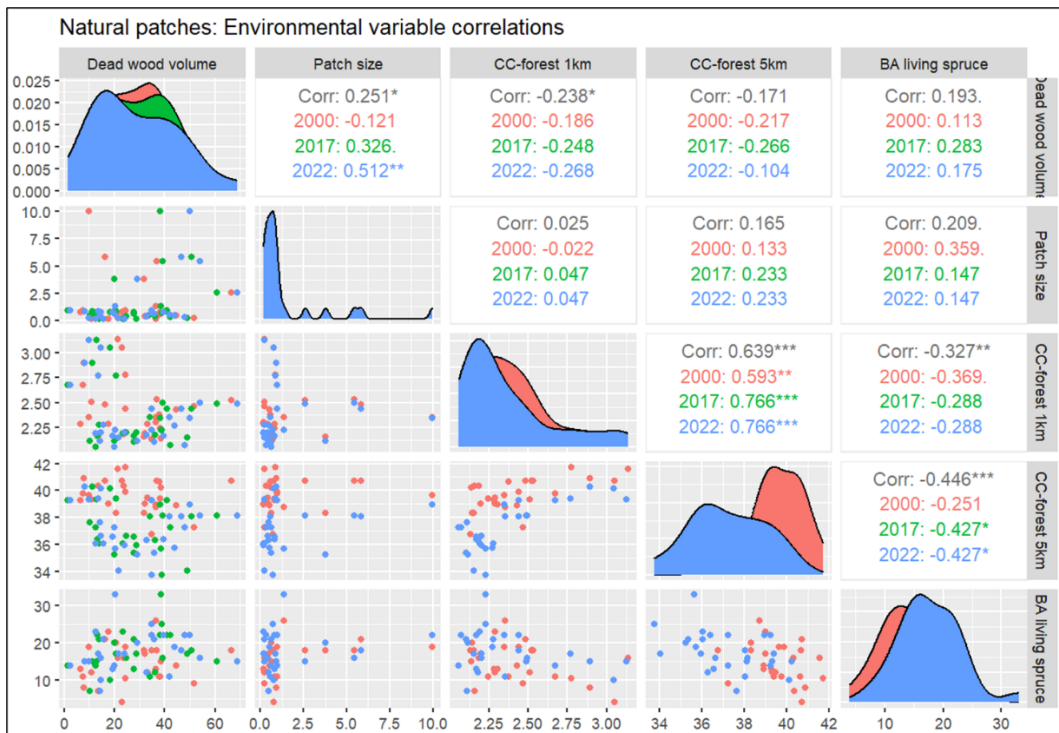 Natural patches: Environmental variable correlations
Dead wood volume Patch size CC-forest 1km CC-forest 5km BA living spruce
0.025
0.020
0.015
0.010
0.005
0.000
Corr: 0.251*
2000: -0.121
2017: 0.326.
2022: 0.512**
Corr: -0.238*
2000: -0.186
2017: -0.248
2022: -0.268
Corr: -0.171
2000: -0.217
2017: -0.266
2022: -0.104
Corr: 0.193.
2000: 0.113
2017: 0.283
2022: 0.175
Dead wood volume
10.0
7.5
5.0
2.5
0.0
Corr: 0.025
2000: -0.022
2017: 0.047
2022: 0.047
Corr: 0.165
2000: 0.133
2017: 0.233
2022: 0.233
Corr: 0.209.
2000: 0.359.
2017: 0.147
2022: 0.147
Patch size
3.00
2.75
2.50
2.25
Corr: 0.639***
2000: 0.593**
2017: 0.766***
2022: 0.766***
Corr: -0.327**
2000: -0.369.
2017: -0.288
2022: -0.288
CC-forest 1km
42
40
38
36
34
Corr: -0.446***
2000: -0.251
2017: -0.427*
2022: -0.427*
CC-forest 5km
30
20
10
BA living spruce
0 20 40 60 0.0 2.5 5.0 7.5 10.0 2.25 2.50 2.75 3.00 34 36 38 40 42 10 20 30